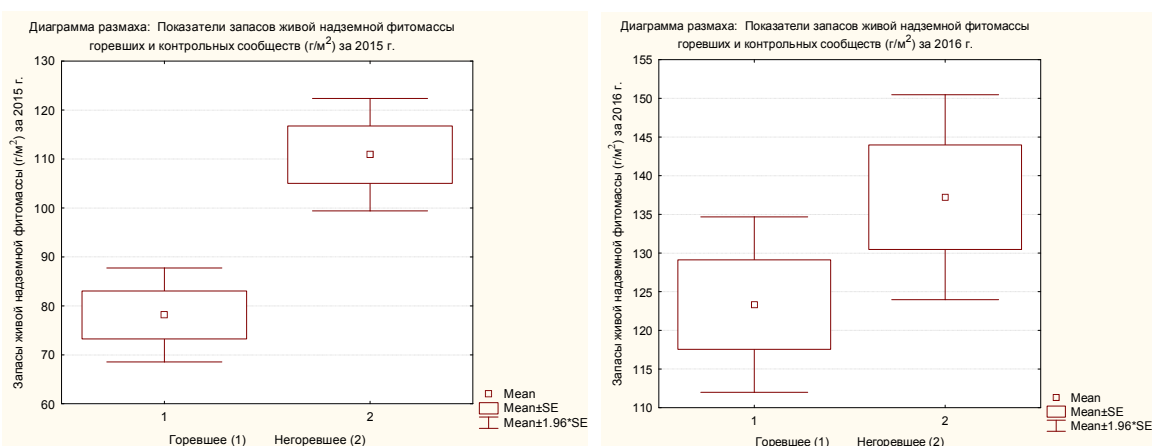 Диаграмма размаха: Показатели запасов живой надземной фитомассы
горевших и контрольных сообществ (г/м²) за 2015 г.
Запасы живой надземной фитомассы (г/м²) за 2015 г.
130
120
110
100
90
80
70
60
1 2
Горевшее (1) Негоревшее (2)
Mean
Mean±SE
Mean±1.96*SE
Диаграмма размаха: Показатели запасов живой надземной фитомассы
горевших и контрольных сообществ (г/м²) за 2016 г.
Запасы живой надземной фитомассы (г/м²) за 2016 г.
155
150
145
140
135
130
125
120
115
110
1 2
Горевшее (1) Негоревшее (2)
Mean
Mean±SE
Mean±1.96*SE